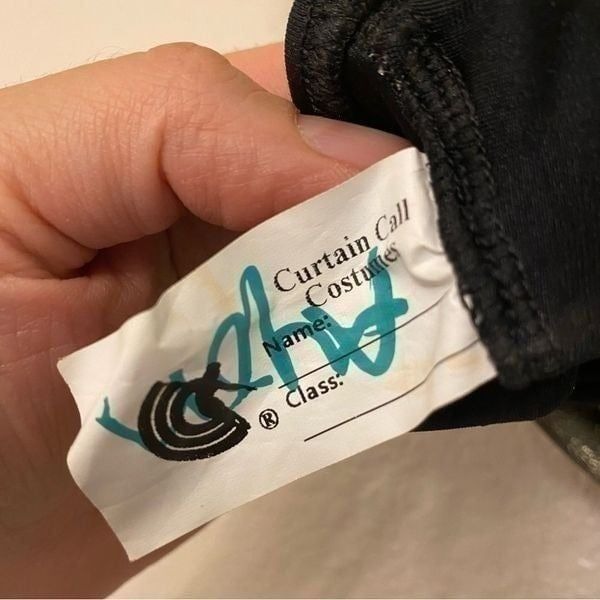 Curtain Call
Costumes
Name:
Class:
®